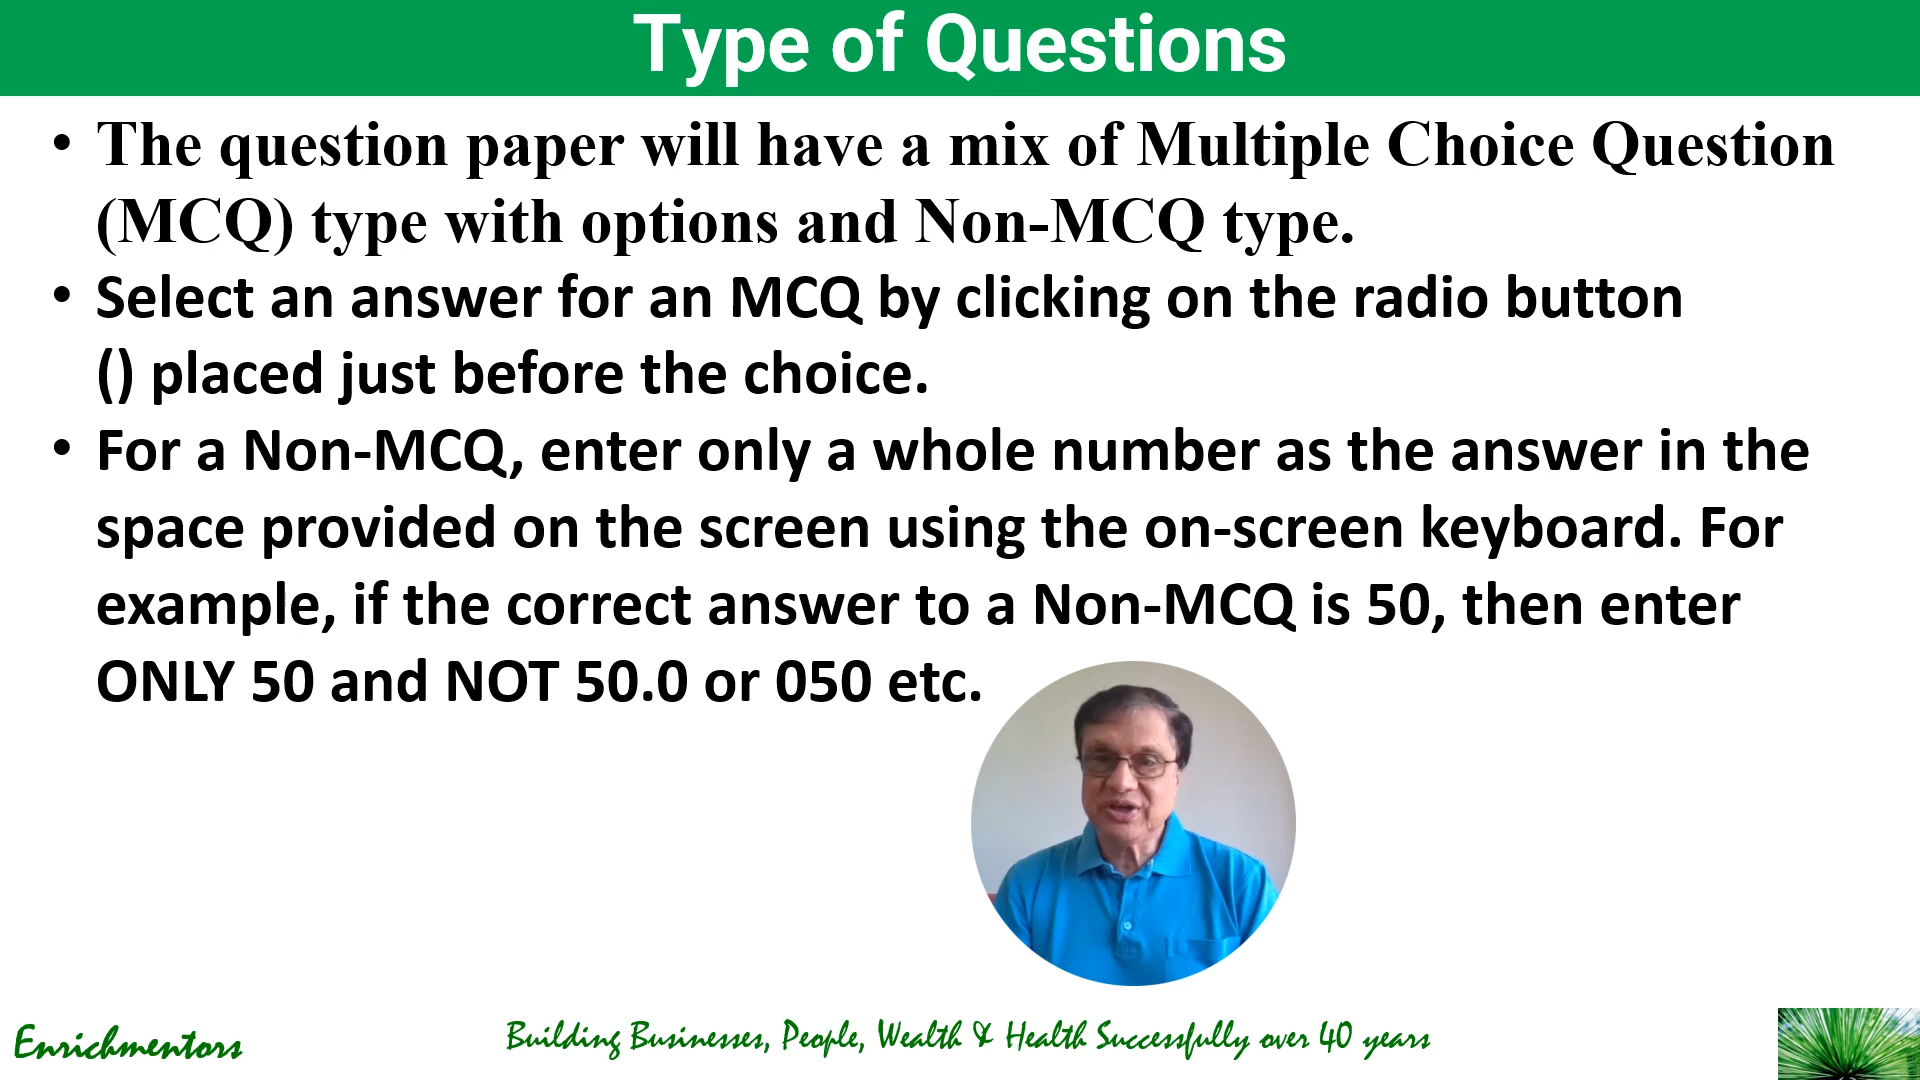 Type of Questions
• The question paper will have a mix of Multiple Choice Question
(MCQ) type with options and Non-MCQ type.
• Select an answer for an MCQ by clicking on the radio button
() placed just before the choice.
• For a Non-MCQ, enter only a whole number as the answer in the
space provided on the screen using the on-screen keyboard. For
example, if the correct answer to a Non-MCQ is 50, then enter
ONLY 50 and NOT 50.0 or 050 etc.
Enrichmentors
Building Businesses, People, Wealth & Health Successfully over 40 years